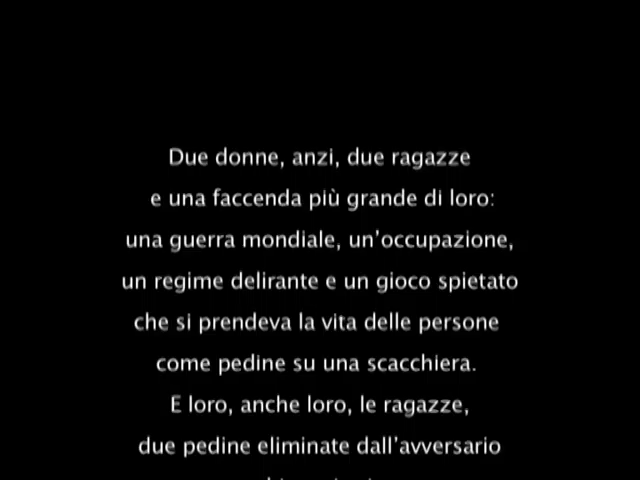 Due donne, anzi, due ragazze
e una faccenda più grande di loro:
una guerra mondiale, un'occupazione,
un regime delirante e un gioco spietato
che si prendeva la vita delle persone
come pedine su una scacchiera.
E loro, anche loro, le ragazze,
due pedine eliminate dall'avversario